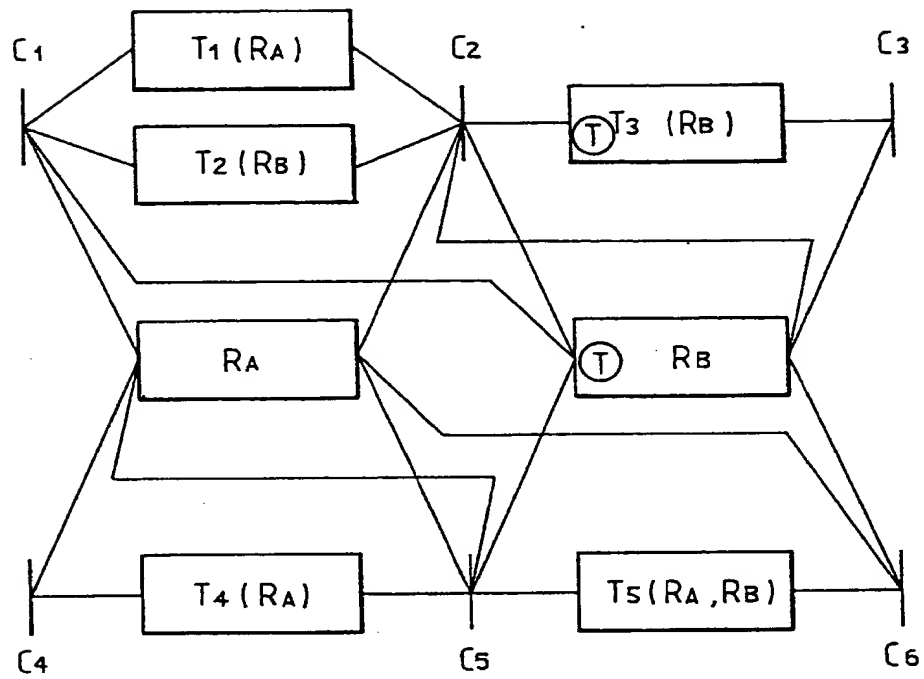 C1
T1 (RA)
C2
C3
T3 (RB)
T
T2 (RB)
RA
T
RB
T4 (RA)
T5 (RA, RB)
C4
C5
C6